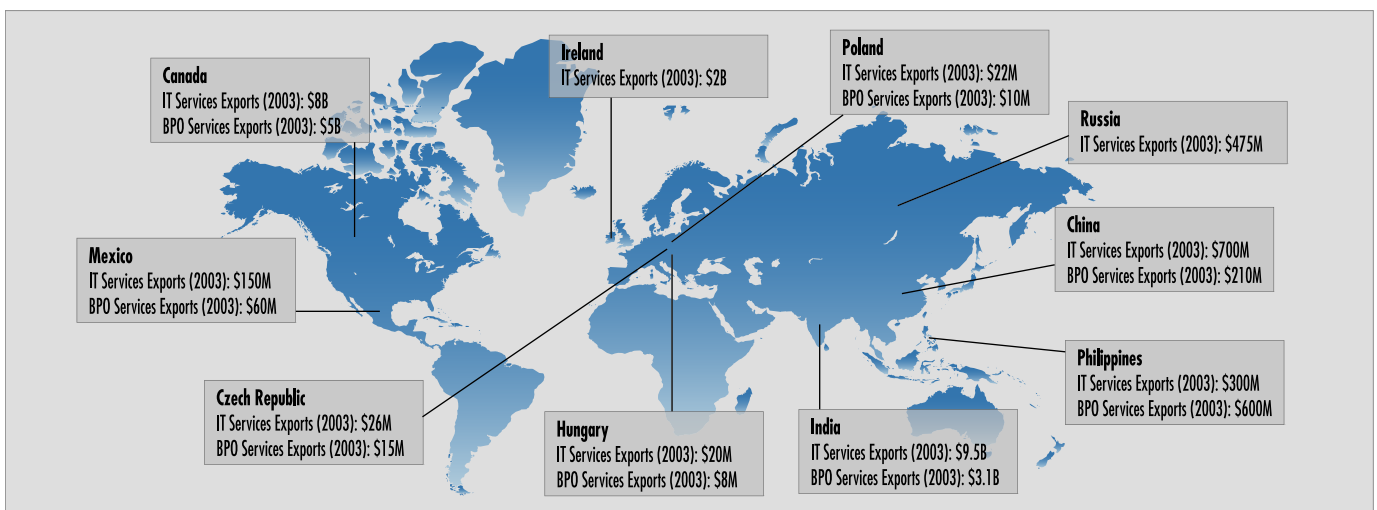 Canada
IT Services Exports (2003): $8B
BPO Services Exports (2003): $5B
Ireland
IT Services Exports (2003): $2B
Poland
IT Services Exports (2003): $22M
BPO Services Exports (2003): $10M
Russia
IT Services Exports (2003): $475M
China
IT Services Exports (2003): $700M
BPO Services Exports (2003): $210M
Mexico
IT Services Exports (2003): $150M
BPO Services Exports (2003): $60M
Philippines
IT Services Exports (2003): $300M
BPO Services Exports (2003): $600M
Czech Republic
IT Services Exports (2003): $26M
BPO Services Exports (2003): $15M
Hungary
IT Services Exports (2003): $20M
BPO Services Exports (2003): $8M
India
IT Services Exports (2003): $9.5B
BPO Services Exports (2003): $3.1B